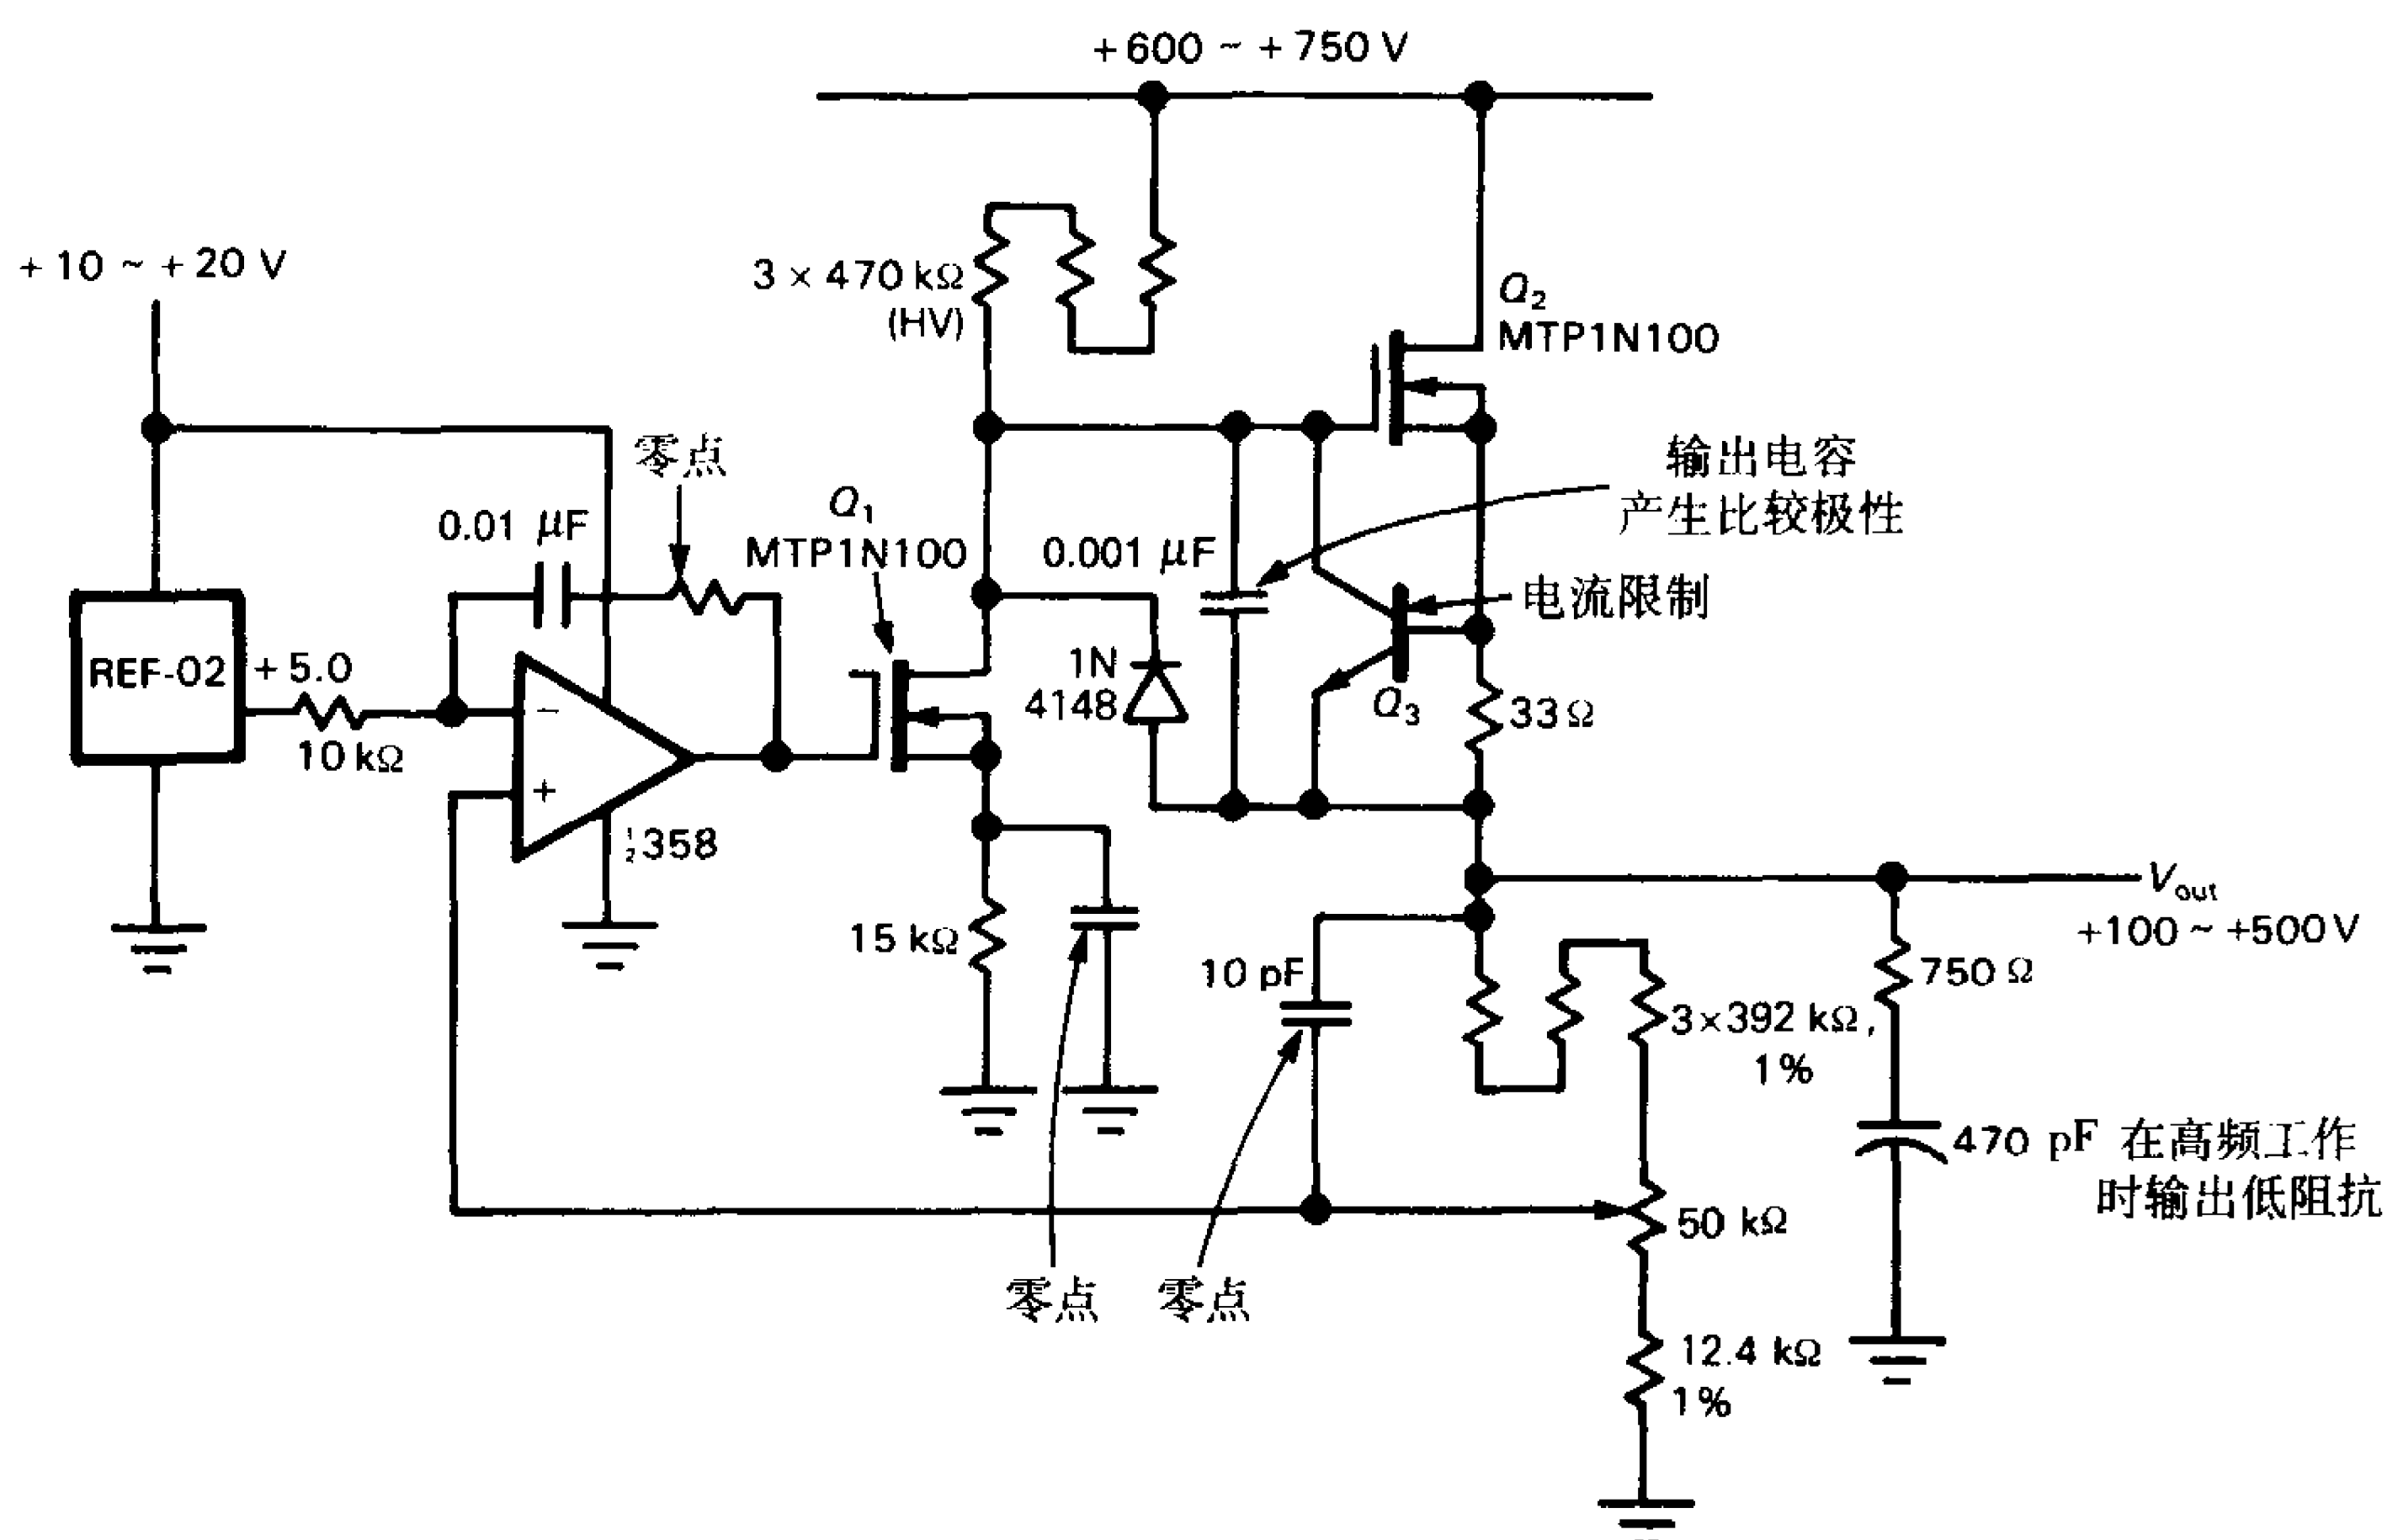 +600 ~ +750 V
+10 ~ +20 V
3 × 470 kΩ
(HV)
Q₂
MTP1N100
零点
输出电容
产生比较极性
0.01 μF
Q₁
MTP1N100
0.001 μF
电流限制
REF-02
+5.0
10 kΩ
−
+
½358
1N
4148
Q₃
33 Ω
V_out
+100 ~ +500V
15 kΩ
10 pF
750 Ω
3×392 kΩ,
1%
470 pF 在高频工作
时输出低阻抗
50 kΩ
零点
零点
12.4 kΩ
1%